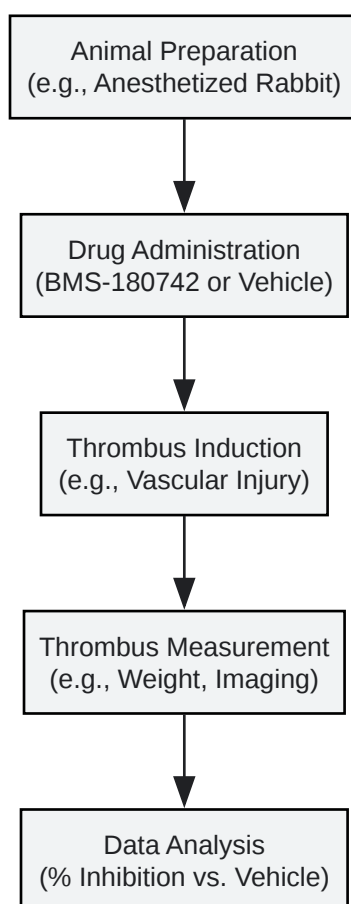 Animal Preparation
(e.g., Anesthetized Rabbit)
Drug Administration
(BMS-180742 or Vehicle)
Thrombus Induction
(e.g., Vascular Injury)
Thrombus Measurement
(e.g., Weight, Imaging)
Data Analysis
(% Inhibition vs. Vehicle)